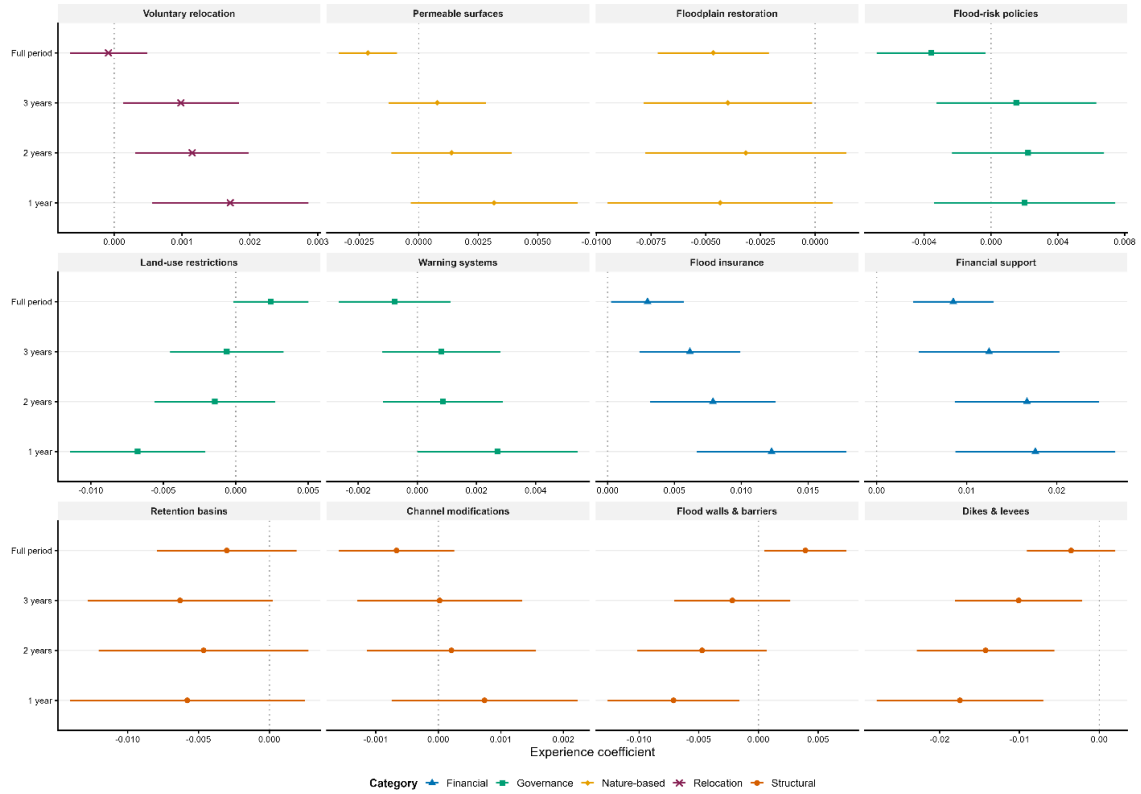 Voluntary relocation Permeable surfaces Floodplain restoration Flood-risk policies
Full period
3 years
2 years
1 year
0.000 0.001 0.002 0.003 -0.0025 0.0000 0.0025 0.0050 -0.0100 -0.0075 -0.0050 -0.0025 0.0000 -0.004 0.000 0.004 0.008
Land-use restrictions Warning systems Flood insurance Financial support
Full period
3 years
2 years
1 year
-0.010 -0.005 0.000 0.005 -0.002 0.000 0.002 0.004 0.000 0.005 0.010 0.015 0.00 0.01 0.02
Retention basins Channel modifications Flood walls & barriers Dikes & levees
Full period
3 years
2 years
1 year
-0.010 -0.005 0.000 -0.001 0.000 0.001 0.002 -0.010 -0.005 0.000 0.005 -0.02 -0.01 0.00
Experience coefficient
Category Financial Governance Nature-based Relocation Structural